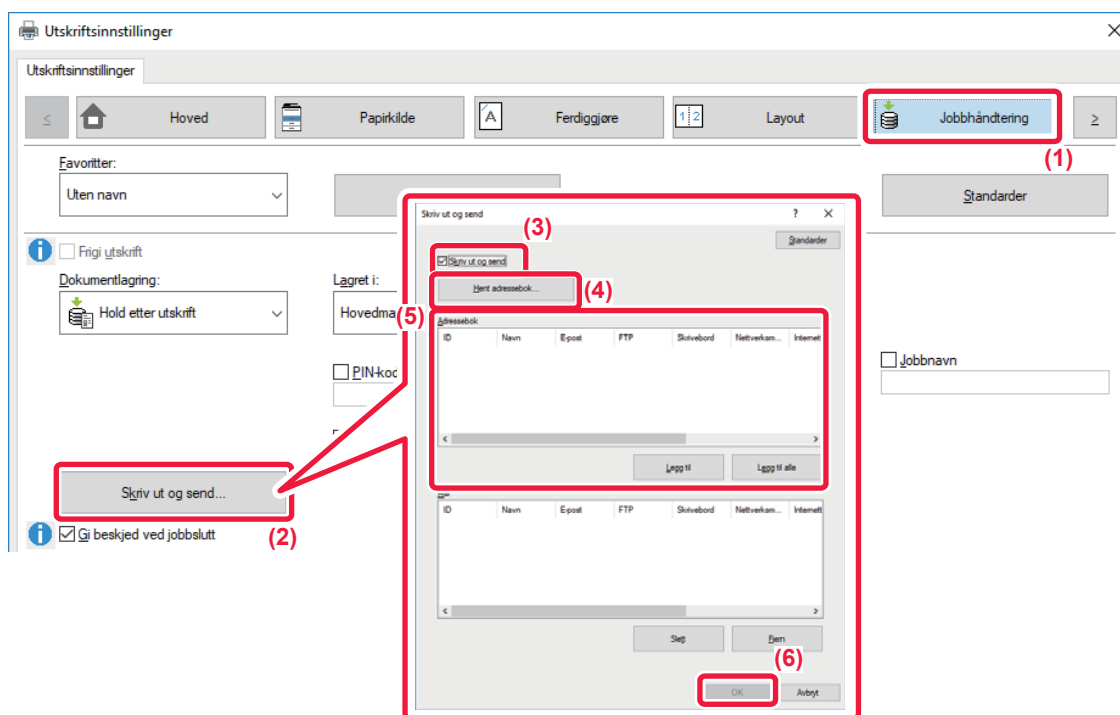 Utskriftsinnstillinger
Utskriftsinnstillinger
< Hoved Papirkilde A Ferdiggjøre 1 2 Layout Jobbhåndtering >
(1)
Favoritter:
Uten navn
Standarder
Skriv ut og send ? ×
(3)
Standarder
Frigi utskrift
Skriv ut og send
Dokumentlagring:
Lagret i:
Hent adressebok...
(4)
Hold etter utskrift
Hovedma
(5)
Adressebok
ID Navn E-post FTP Skrivebord Nettverksm... Internett
PIN-kod
Jobbnavn
Legg til Legg til alle
Skriv ut og send...
(2)
ID Navn E-post FTP Skrivebord Nettverksm... Internett
Gi beskjed ved jobbslutt
Slett Fjern
(6)
OK Avbryt